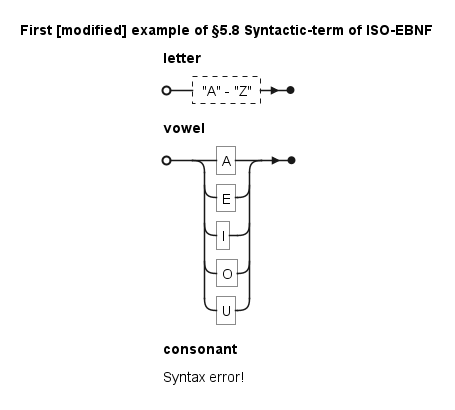 First [modified] example of §5.8 Syntactic-term of ISO-EBNF
letter
"A" - "Z"
vowel
A
E
I
O
U
consonant
Syntax error!